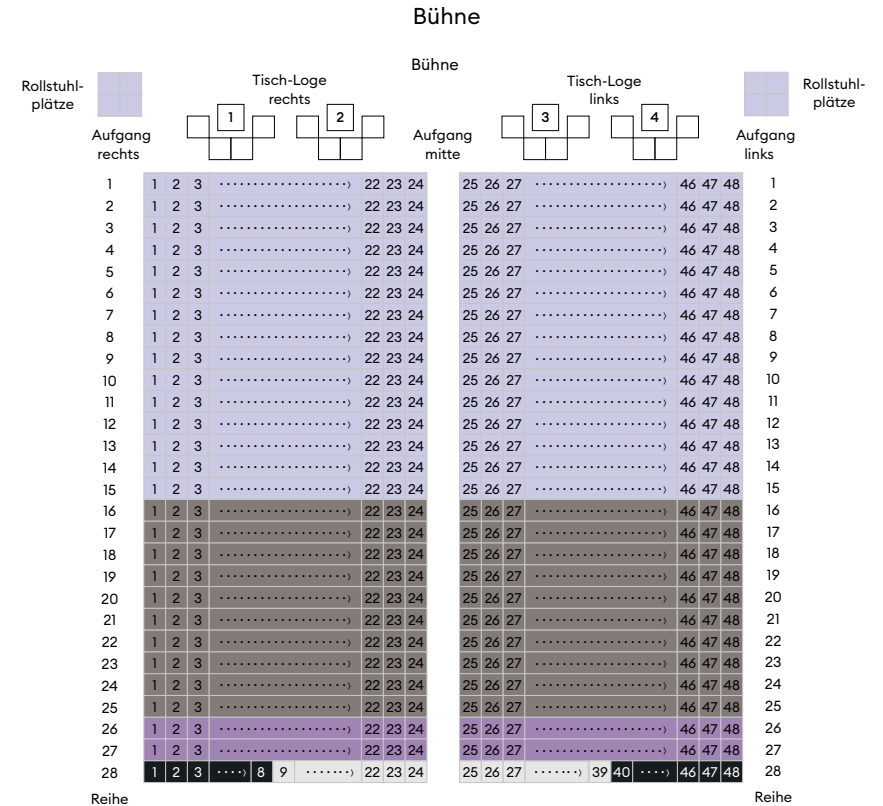 Bühne
Bühne
Rollstuhl-
plätze
Tisch-Loge
rechts
Tisch-Loge
links
Rollstuhl-
plätze
1
2
3
4
Aufgang
rechts
Aufgang
mitte
Aufgang
links
1 1 2 3 ··················› 22 23 24 25 26 27 ··················› 46 47 48 1
2 1 2 3 ··················› 22 23 24 25 26 27 ··················› 46 47 48 2
3 1 2 3 ··················› 22 23 24 25 26 27 ··················› 46 47 48 3
4 1 2 3 ··················› 22 23 24 25 26 27 ··················› 46 47 48 4
5 1 2 3 ··················› 22 23 24 25 26 27 ··················› 46 47 48 5
6 1 2 3 ··················› 22 23 24 25 26 27 ··················› 46 47 48 6
7 1 2 3 ··················› 22 23 24 25 26 27 ··················› 46 47 48 7
8 1 2 3 ··················› 22 23 24 25 26 27 ··················› 46 47 48 8
9 1 2 3 ··················› 22 23 24 25 26 27 ··················› 46 47 48 9
10 1 2 3 ··················› 22 23 24 25 26 27 ··················› 46 47 48 10
11 1 2 3 ··················› 22 23 24 25 26 27 ··················› 46 47 48 11
12 1 2 3 ··················› 22 23 24 25 26 27 ··················› 46 47 48 12
13 1 2 3 ··················› 22 23 24 25 26 27 ··················› 46 47 48 13
14 1 2 3 ··················› 22 23 24 25 26 27 ··················› 46 47 48 14
15 1 2 3 ··················› 22 23 24 25 26 27 ··················› 46 47 48 15
16 1 2 3 ··················› 22 23 24 25 26 27 ··················› 46 47 48 16
17 1 2 3 ··················› 22 23 24 25 26 27 ··················› 46 47 48 17
18 1 2 3 ··················› 22 23 24 25 26 27 ··················› 46 47 48 18
19 1 2 3 ··················› 22 23 24 25 26 27 ··················› 46 47 48 19
20 1 2 3 ··················› 22 23 24 25 26 27 ··················› 46 47 48 20
21 1 2 3 ··················› 22 23 24 25 26 27 ··················› 46 47 48 21
22 1 2 3 ··················› 22 23 24 25 26 27 ··················› 46 47 48 22
23 1 2 3 ··················› 22 23 24 25 26 27 ··················› 46 47 48 23
24 1 2 3 ··················› 22 23 24 25 26 27 ··················› 46 47 48 24
25 1 2 3 ··················› 22 23 24 25 26 27 ··················› 46 47 48 25
26 1 2 3 ··················› 22 23 24 25 26 27 ··················› 46 47 48 26
27 1 2 3 ··················› 22 23 24 25 26 27 ··················› 46 47 48 27
28 1 2 3 ····› 8 9 ·······› 22 23 24 25 26 27 ·······› 39 40 ····› 46 47 48 28
Reihe
Reihe